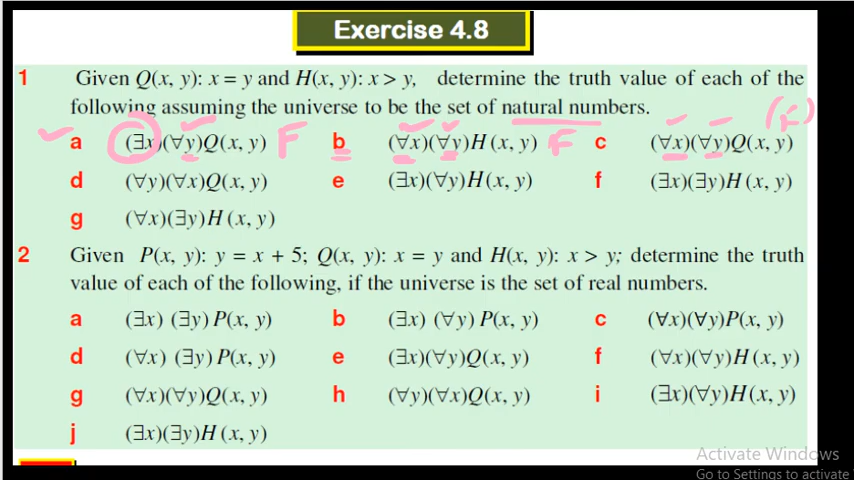 Exercise 4.8
1 Given Q(x, y): x = y and H(x, y): x > y, determine the truth value of each of the
following assuming the universe to be the set of natural numbers.
a (∃x)(∀y)Q(x, y) F b (∀x)(∀y)H(x, y) F c (∀x)(∀y)Q(x, y) (F)
d (∀y)(∀x)Q(x, y) e (∃x)(∀y)H(x, y) f (∃x)(∃y)H(x, y)
g (∀x)(∃y)H(x, y)
2 Given P(x, y): y = x + 5; Q(x, y): x = y and H(x, y): x > y; determine the truth
value of each of the following, if the universe is the set of real numbers.
a (∃x) (∃y) P(x, y) b (∃x) (∀y) P(x, y) c (∀x)(∀y)P(x, y)
d (∀x) (∃y) P(x, y) e (∃x)(∀y)Q(x, y) f (∀x)(∀y)H(x, y)
g (∀x)(∀y)Q(x, y) h (∀y)(∀x)Q(x, y) i (∃x)(∀y)H(x, y)
j (∃x)(∃y)H(x, y)
Activate Windows
Go to Settings to activate